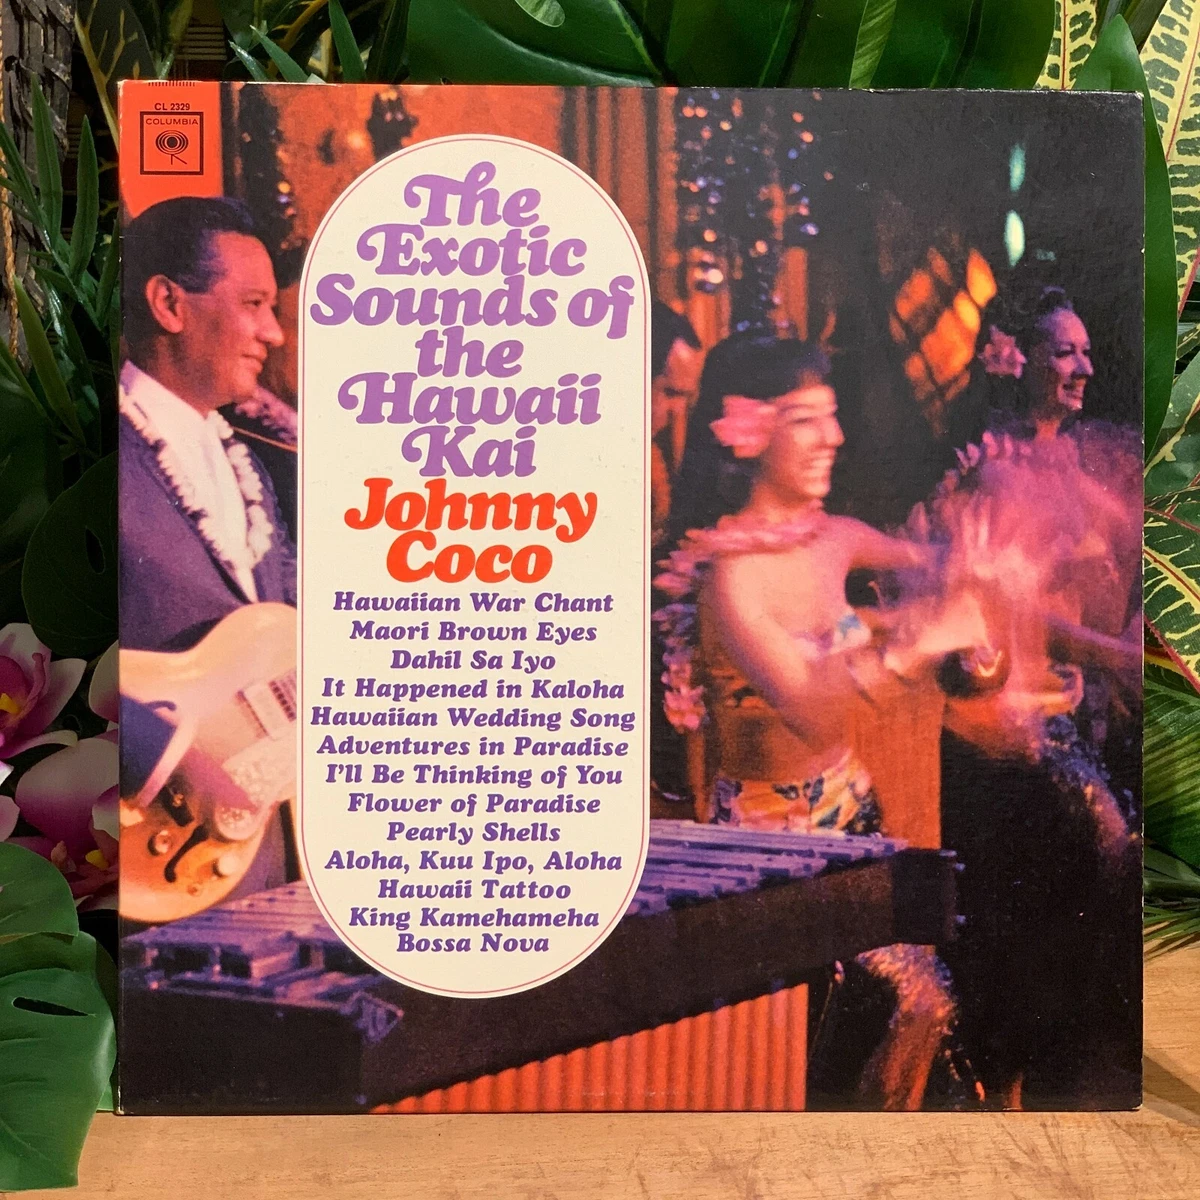 CL 2329
COLUMBIA
The
Exotic
Sounds of
the
Hawaii
Kai
Johnny
Coco
Hawaiian War Chant
Maori Brown Eyes
Dahil Sa Iyo
It Happened in Kaloha
Hawaiian Wedding Song
Adventures in Paradise
I'll Be Thinking of You
Flower of Paradise
Pearly Shells
Aloha, Kuu Ipo, Aloha
Hawaii Tattoo
King Kamehameha
Bossa Nova